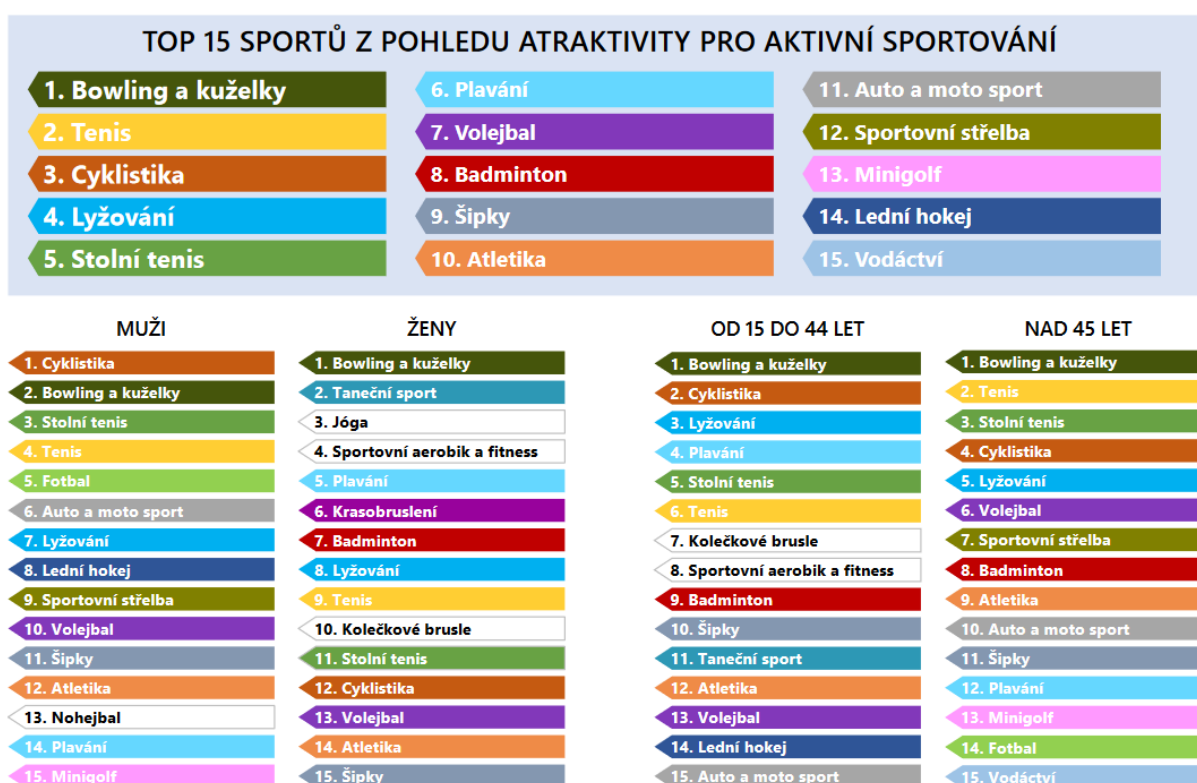 TOP 15 SPORTŮ Z POHLEDU ATRAKTIVITY PRO AKTIVNÍ SPORTOVÁNÍ
1. Bowling a kuželky
2. Tenis
3. Cyklistika
4. Lyžování
5. Stolní tenis
6. Plavání
7. Volejbal
8. Badminton
9. Šipky
10. Atletika
11. Auto a moto sport
12. Sportovní střelba
13. Minigolf
14. Lední hokej
15. Vodáctví
MUŽI
1. Cyklistika
2. Bowling a kuželky
3. Stolní tenis
4. Tenis
5. Fotbal
6. Auto a moto sport
7. Lyžování
8. Lední hokej
9. Sportovní střelba
10. Volejbal
11. Šipky
12. Atletika
13. Nohejbal
14. Plavání
15. Minigolf
ŽENY
1. Bowling a kuželky
2. Taneční sport
3. Jóga
4. Sportovní aerobik a fitness
5. Plavání
6. Krasobruslení
7. Badminton
8. Lyžování
9. Tenis
10. Kolečkové brusle
11. Stolní tenis
12. Cyklistika
13. Volejbal
14. Atletika
15. Šipky
OD 15 DO 44 LET
1. Bowling a kuželky
2. Cyklistika
3. Lyžování
4. Plavání
5. Stolní tenis
6. Tenis
7. Kolečkové brusle
8. Sportovní aerobik a fitness
9. Badminton
10. Šipky
11. Taneční sport
12. Atletika
13. Volejbal
14. Lední hokej
15. Auto a moto sport
NAD 45 LET
1. Bowling a kuželky
2. Tenis
3. Stolní tenis
4. Cyklistika
5. Lyžování
6. Volejbal
7. Sportovní střelba
8. Badminton
9. Atletika
10. Auto a moto sport
11. Šipky
12. Plavání
13. Minigolf
14. Fotbal
15. Vodáctví